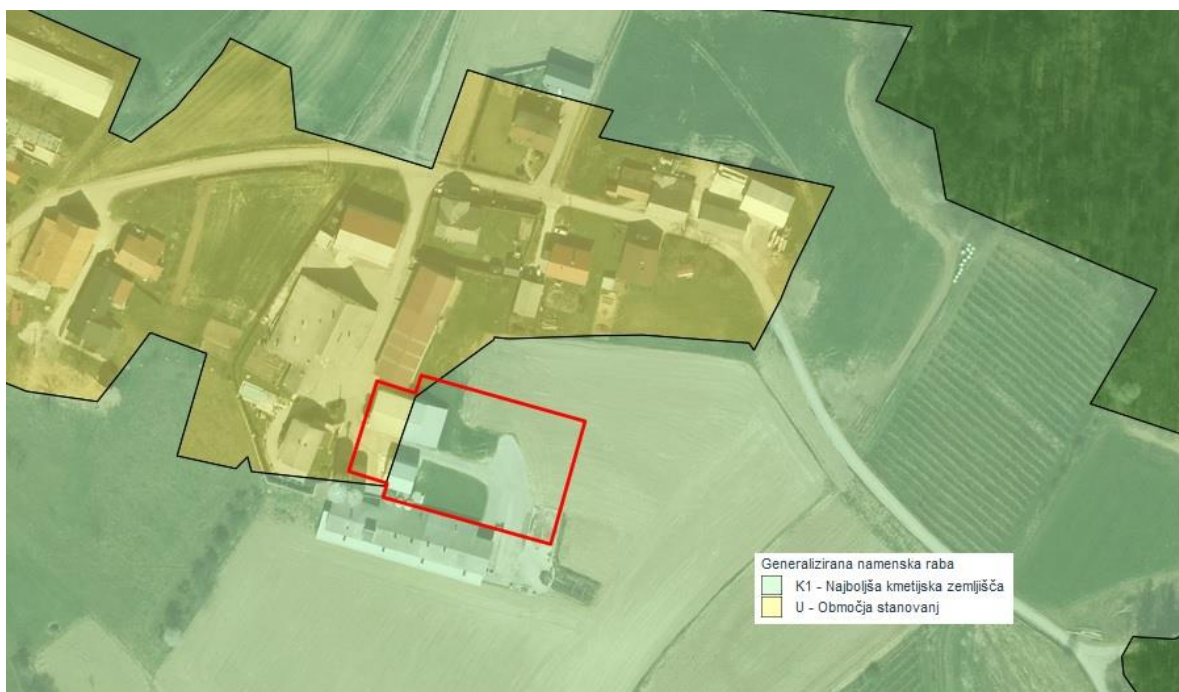 Generalizirana namenska raba
K1 - Najboljša kmetijska zemljišča
U - Območja stanovanj